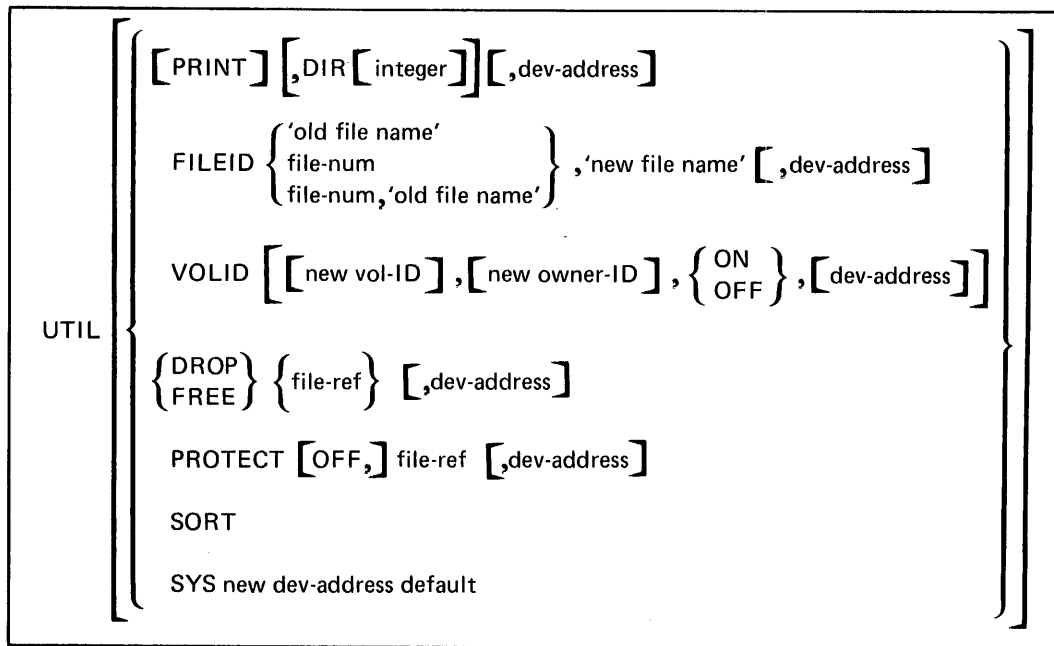 [PRINT] [,DIR[integer]] [,dev-address]
'old file name'
FILEID { file-num } ,'new file name' [,dev-address]
file-num,'old file name'
VOLID [[new vol-ID],[new owner-ID],{ON
OFF},[dev-address]]
UTIL
{DROP
FREE} {file-ref} [,dev-address]
PROTECT [OFF,] file-ref [,dev-address]
SORT
SYS new dev-address default